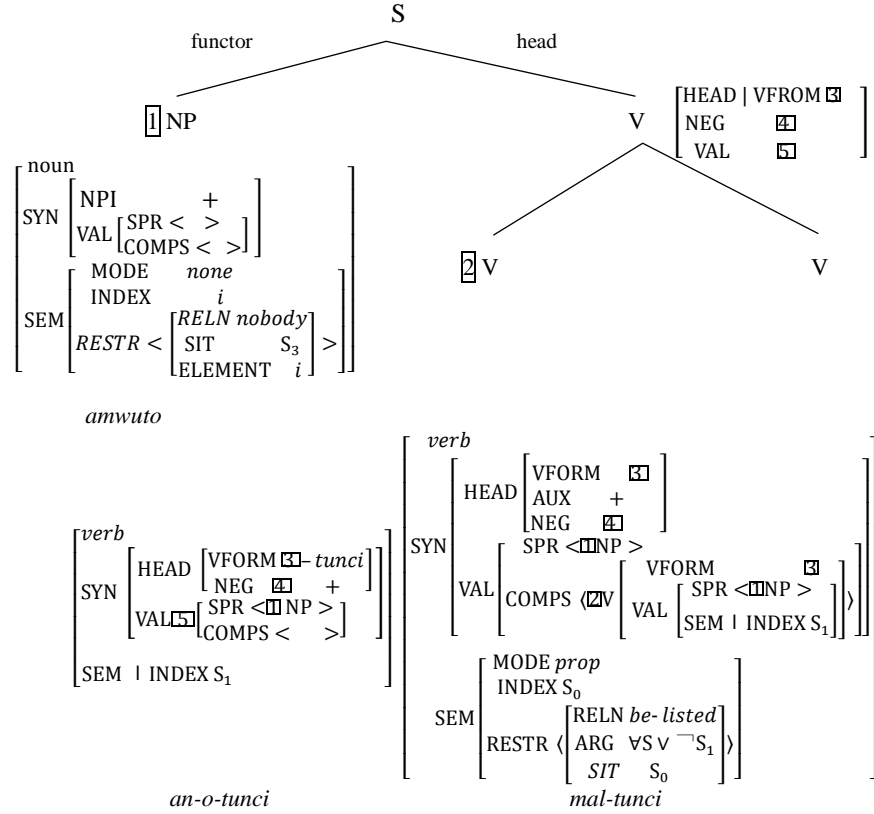 S
functor head
1 NP
V
HEAD | VFROM 3
NEG 4
VAL 5
noun
SYN
NPI +
VAL
SPR < >
COMPS < >
SEM
MODE none
INDEX i
RESTR <
RELN nobody
SIT S₃
ELEMENT i
>
amwuto
2 V
V
verb
SYN
HEAD
VFORM 3 – tunci
NEG 4 +
VAL 5
SPR < 1 NP >
COMPS < >
SEM | INDEX S₁
an-o-tunci
verb
SYN
HEAD
VFORM 3
AUX +
NEG 4
VAL
SPR < 1 NP >
COMPS ⟨ 2 V
VFORM 3
VAL
SPR < 1 NP >
SEM | INDEX S₁
⟩
SEM
MODE prop
INDEX S₀
RESTR ⟨
RELN be-listed
ARG ∀S ∨ ¬S₁
SIT S₀
⟩
mal-tunci